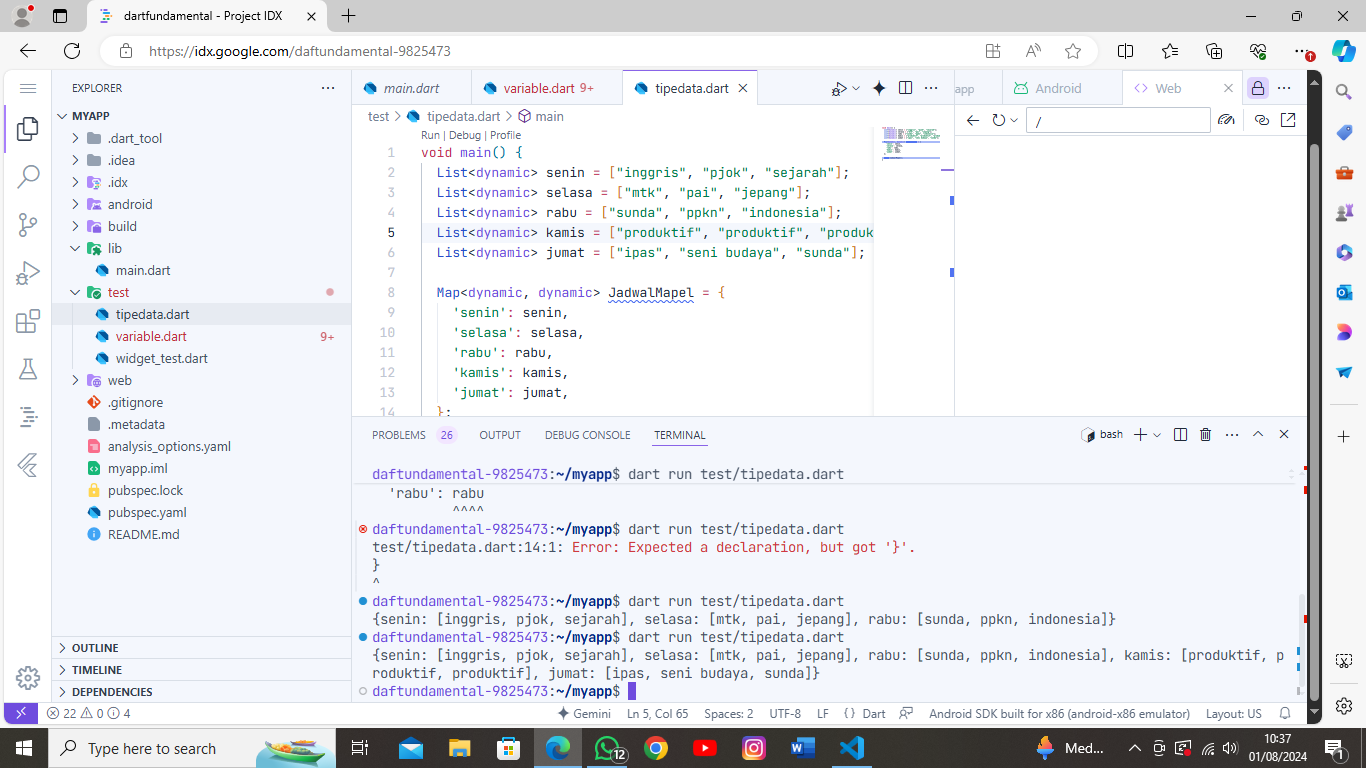 dartfundamental - Project IDX
https://idx.google.com/daftundamental-9825473
EXPLORER
MYAPP
.dart_tool
.idea
.idx
android
build
lib
main.dart
test
tipedata.dart
variable.dart 9+
widget_test.dart
web
.gitignore
.metadata
analysis_options.yaml
myapp.iml
pubspec.lock
pubspec.yaml
README.md
OUTLINE
TIMELINE
DEPENDENCIES
main.dart variable.dart 9+ tipedata.dart
test tipedata.dart main
Run | Debug | Profile
1 void main() {
2 List<dynamic> senin = ["inggris", "pjok", "sejarah"];
3 List<dynamic> selasa = ["mtk", "pai", "jepang"];
4 List<dynamic> rabu = ["sunda", "ppkn", "indonesia"];
5 List<dynamic> kamis = ["produktif", "produktif", "produk
6 List<dynamic> jumat = ["ipas", "seni budaya", "sunda"];
7
8 Map<dynamic, dynamic> JadwalMapel = {
9 'senin': senin,
10 'selasa': selasa,
11 'rabu': rabu,
12 'kamis': kamis,
13 'jumat': jumat,
14 };
app Android Web
/
PROBLEMS 26 OUTPUT DEBUG CONSOLE TERMINAL bash
daftundamental-9825473:~/myapp$ dart run test/tipedata.dart
'rabu': rabu
^^^^
daftundamental-9825473:~/myapp$ dart run test/tipedata.dart
test/tipedata.dart:14:1: Error: Expected a declaration, but got '}'.
}
^
daftundamental-9825473:~/myapp$ dart run test/tipedata.dart
{senin: [inggris, pjok, sejarah], selasa: [mtk, pai, jepang], rabu: [sunda, ppkn, indonesia]}
daftundamental-9825473:~/myapp$ dart run test/tipedata.dart
{senin: [inggris, pjok, sejarah], selasa: [mtk, pai, jepang], rabu: [sunda, ppkn, indonesia], kamis: [produktif, p
roduktif, produktif], jumat: [ipas, seni budaya, sunda]}
daftundamental-9825473:~/myapp$
22 0 4 Gemini Ln 5, Col 65 Spaces: 2 UTF-8 LF { } Dart Android SDK built for x86 (android-x86 emulator) Layout: US
Type here to search 12 Med... 10:37
01/08/2024 1